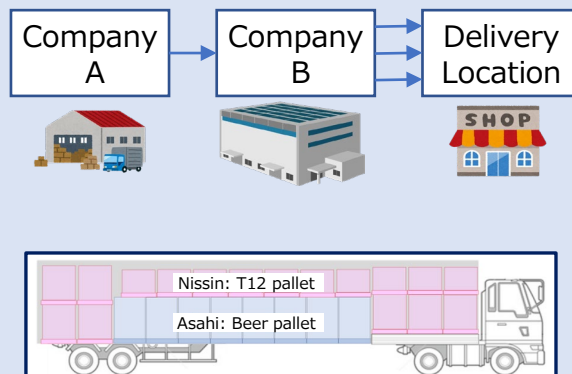 Company
A
Company
B
Delivery
Location
SHOP
Nissin: T12 pallet
Asahi: Beer pallet